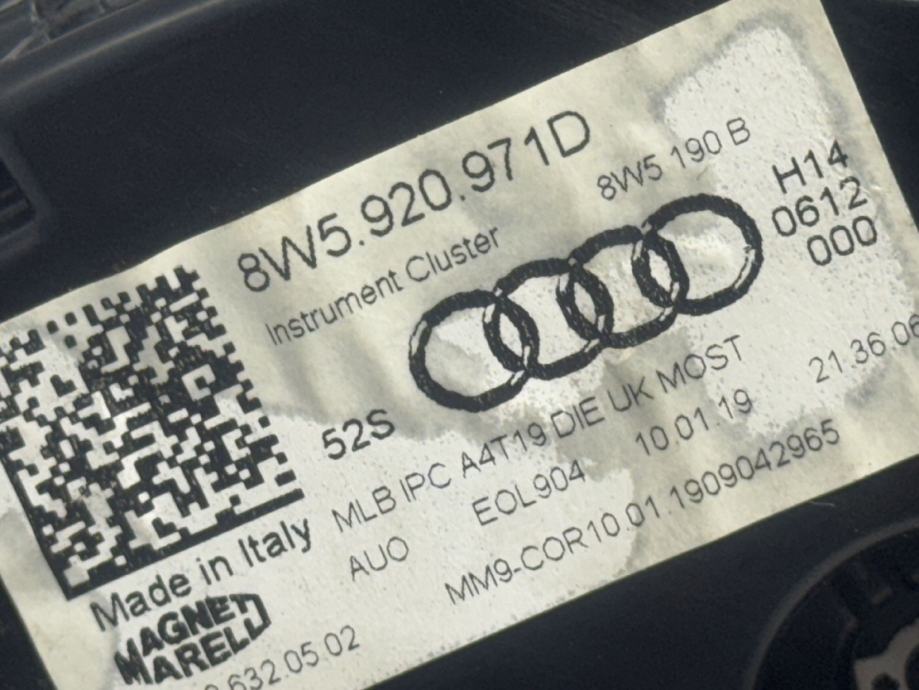 8W5.920.971D
8W5 190 B
H14
Instrument Cluster
0612
000
52S
MLB IPC A4T19 DIE UK MOST
21.36.0
AUO
EOL904
10.01.19
Made in Italy
MM9-COR10.01.1909042965
MAGNETI
MARELLI
.632.05.02